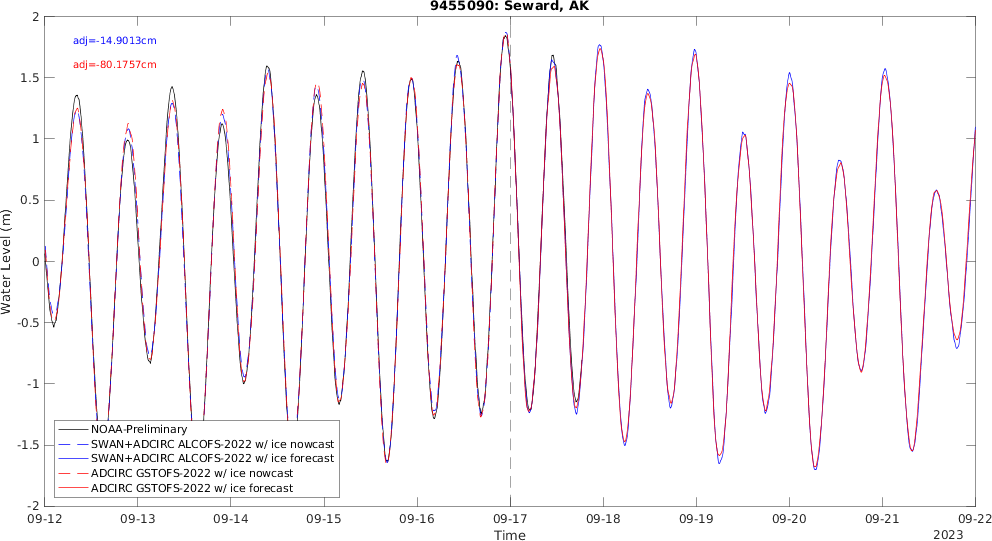 9455090: Seward, AK
adj=-14.9013cm
adj=-80.1757cm
Water Level (m)
2
1.5
1
0.5
0
-0.5
-1
-1.5
-2
NOAA-Preliminary
SWAN+ADCIRC ALCOFS-2022 w/ ice nowcast
SWAN+ADCIRC ALCOFS-2022 w/ ice forecast
ADCIRC GSTOFS-2022 w/ ice nowcast
ADCIRC GSTOFS-2022 w/ ice forecast
09-12 09-13 09-14 09-15 09-16 09-17 09-18 09-19 09-20 09-21 09-22
Time
2023